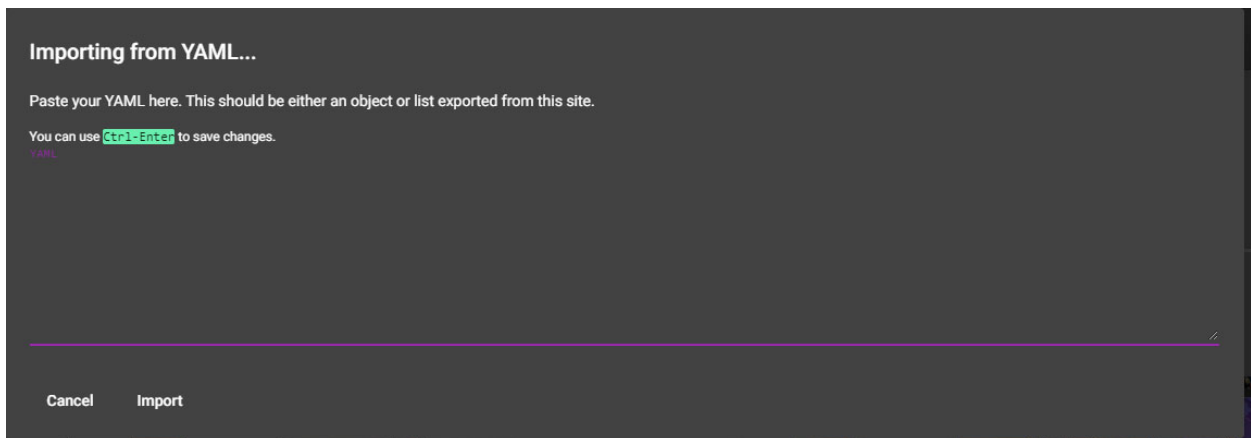 Importing from YAML...
Paste your YAML here. This should be either an object or list exported from this site.
You can use Ctrl-Enter to save changes.
YAML
Cancel Import